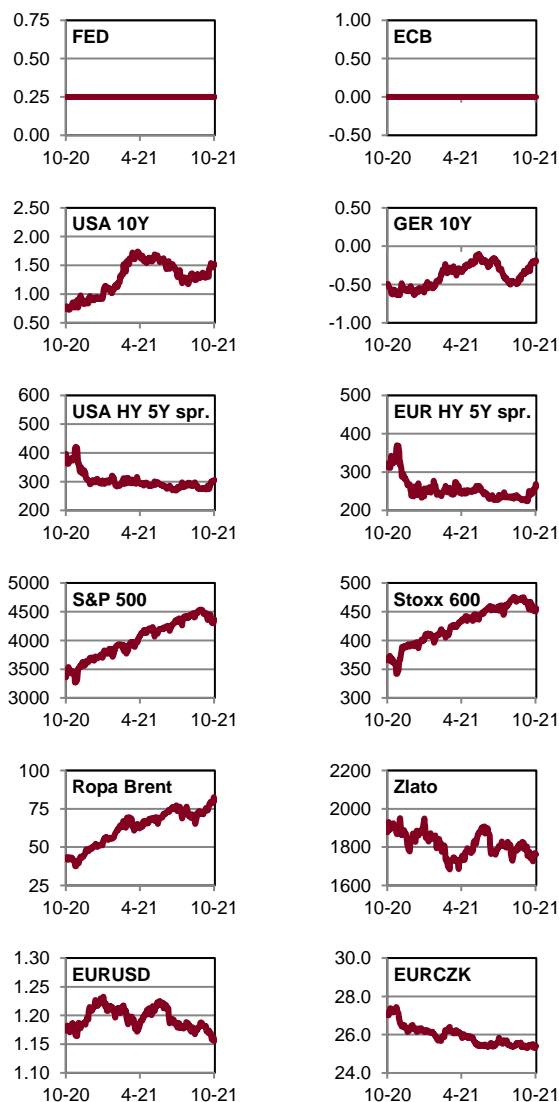 FED
0.75
0.50
0.25
0.00
10-20 4-21 10-21
ECB
1.00
0.50
0.00
-0.50
10-20 4-21 10-21
USA 10Y
2.50
2.00
1.50
1.00
0.50
10-20 4-21 10-21
GER 10Y
0.50
0.00
-0.50
-1.00
10-20 4-21 10-21
USA HY 5Y spr.
600
500
400
300
200
10-20 4-21 10-21
EUR HY 5Y spr.
500
400
300
200
10-20 4-21 10-21
S&P 500
5000
4500
4000
3500
3000
10-20 4-21 10-21
Stoxx 600
500
450
400
350
300
10-20 4-21 10-21
Ropa Brent
100
75
50
25
10-20 4-21 10-21
Zlato
2200
2000
1800
1600
10-20 4-21 10-21
EURUSD
1.30
1.25
1.20
1.15
1.10
10-20 4-21 10-21
EURCZK
30.0
28.0
26.0
24.0
10-20 4-21 10-21